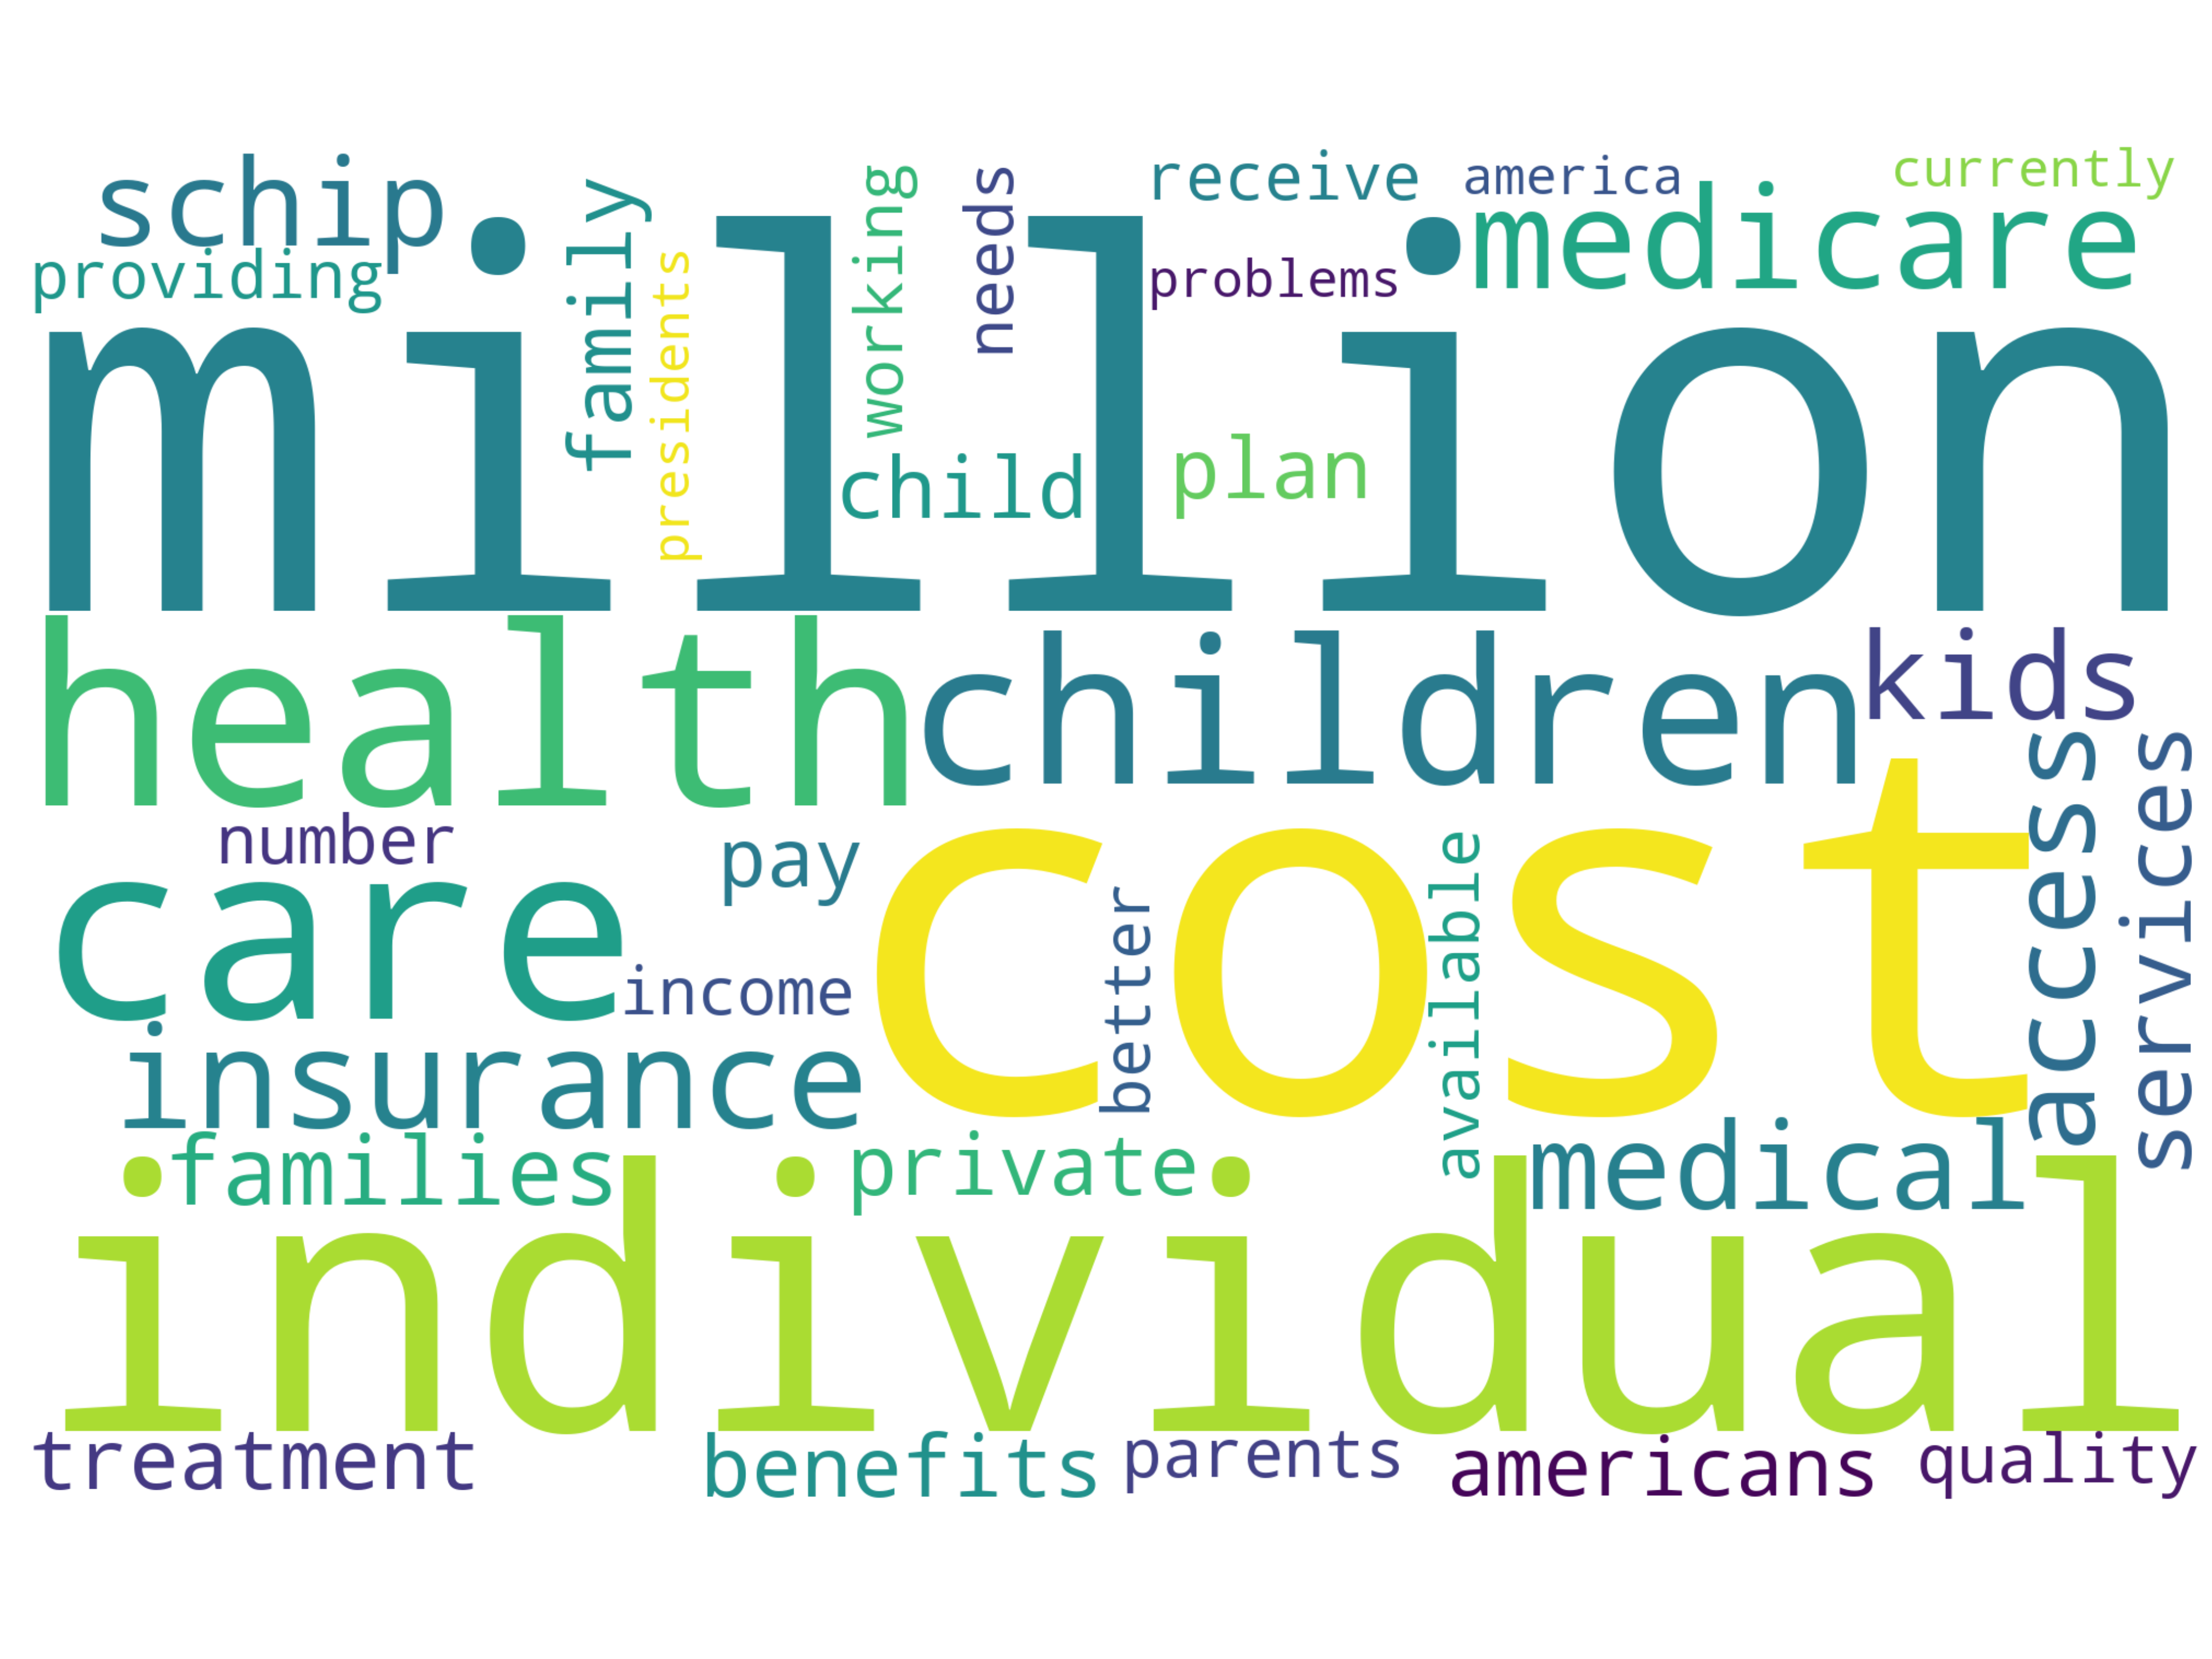 schip
providing
family
presidents
working
needs
receive
america
currently
problems
medicare
million
child
plan
health
children
kids
number
pay
cost
access
services
care
income
better
available
insurance
families
private
medical
individual
treatment
benefits
parents
americans
quality